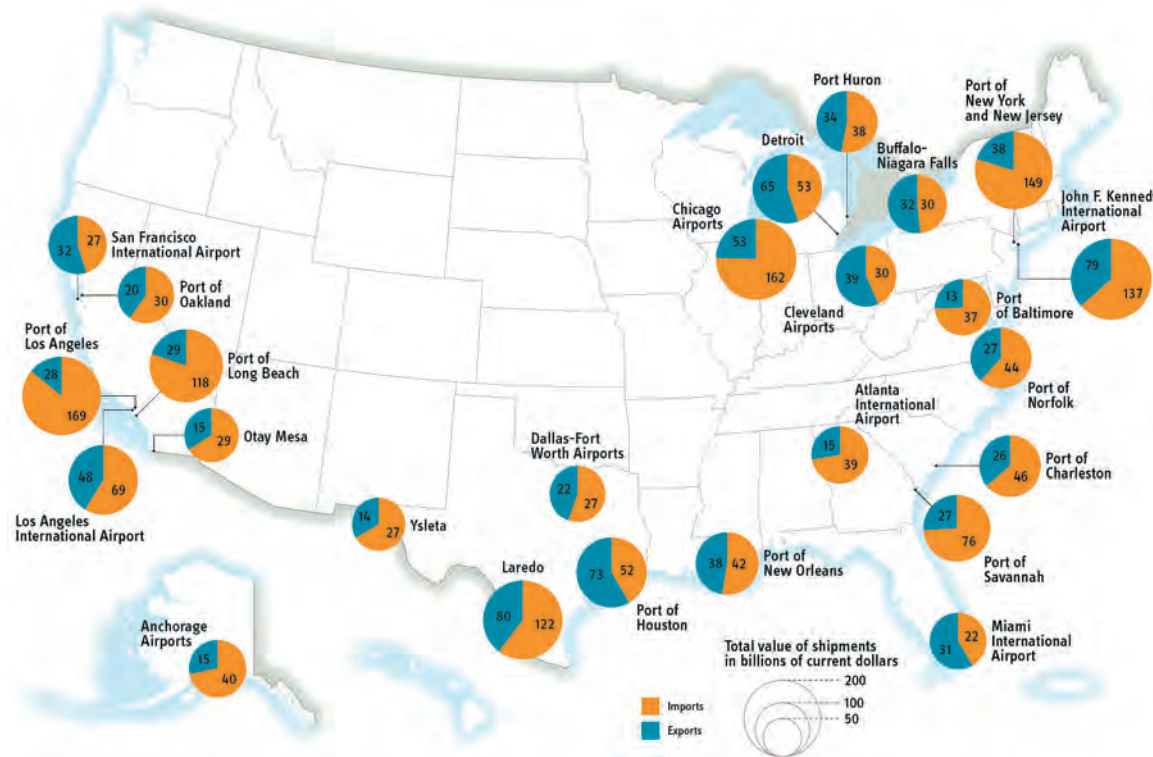 Port Huron
34
38
Port of
New York
and New Jersey
38
149
Detroit
65
53
Buffalo-
Niagara Falls
32
30
John F. Kenned
International
Airport
79
137
Chicago
Airports
53
162
39
30
Cleveland
Airports
13
37
Port
of Baltimore
27
44
Port of
Norfolk
27
32
San Francisco
International Airport
20
30
Port of
Oakland
Port of
Los Angeles
28
169
29
118
Port of
Long Beach
15
29
Otay Mesa
48
69
Los Angeles
International Airport
Atlanta
International
Airport
15
39
Dallas-Fort
Worth Airports
22
27
26
46
Port of
Charleston
14
27
Ysleta
27
76
Port of
Savannah
Laredo
80
122
73
52
Port of
Houston
38
42
Port of
New Orleans
22
31
Miami
International
Airport
Anchorage
Airports
15
40
Total value of shipments
in billions of current dollars
200
100
50
Imports
Exports